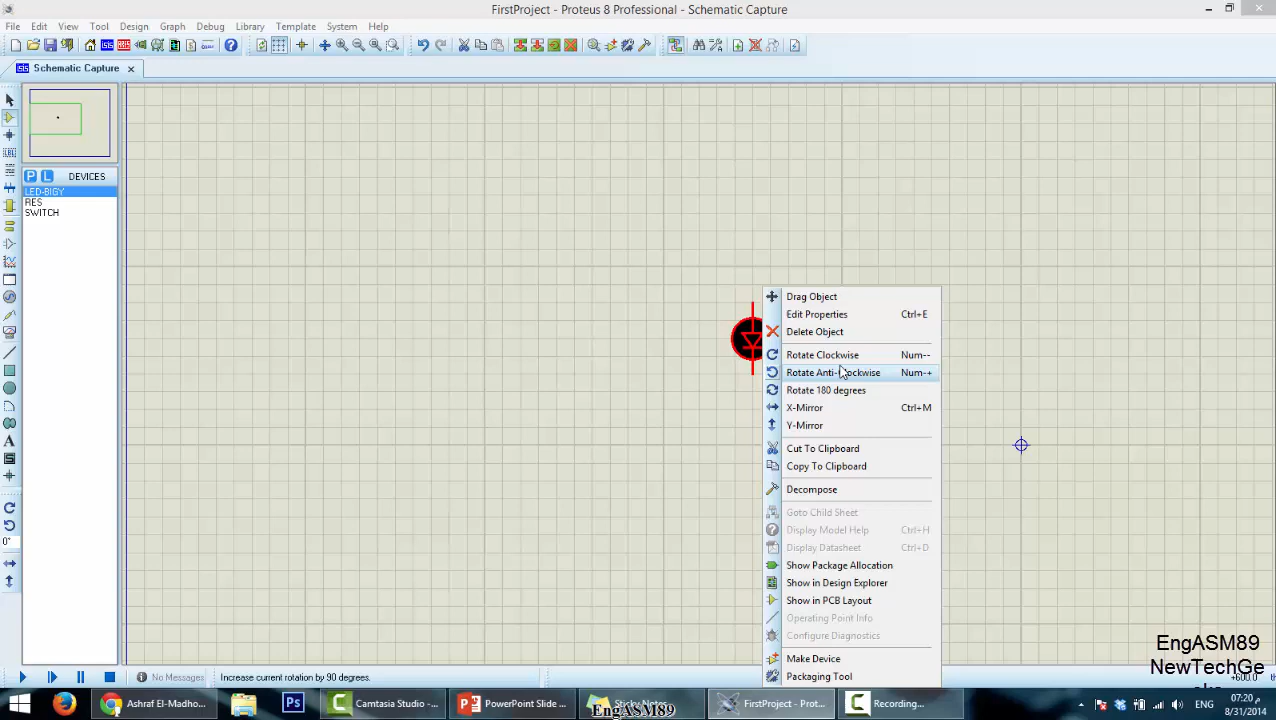 FirstProject - Proteus 8 Professional - Schematic Capture
File Edit View Tool Design Graph Debug Library Template System Help
Schematic Capture
P L DEVICES
LED-BIGY
RES
SWITCH
0°
Drag Object
Edit Properties Ctrl+E
Delete Object
Rotate Clockwise Num--
Rotate Anti-Clockwise Num-+
Rotate 180 degrees
X-Mirror Ctrl+M
Y-Mirror
Cut To Clipboard
Copy To Clipboard
Decompose
Goto Child Sheet
Display Model Help Ctrl+H
Display Datasheet Ctrl+D
Show Package Allocation
Show in Design Explorer
Show in PCB Layout
Operating Point Info
Configure Diagnostics
Make Device
Packaging Tool
EngASM89
NewTechGe
No Messages
Increase current rotation by 90 degrees.
+600.0
Ashraf El-Madho...
Ps
Camtasia Studio -...
PowerPoint Slide ...
EngASM89
FirstProject - Prot...
Recording...
ENG
07:20 م
8/31/2014